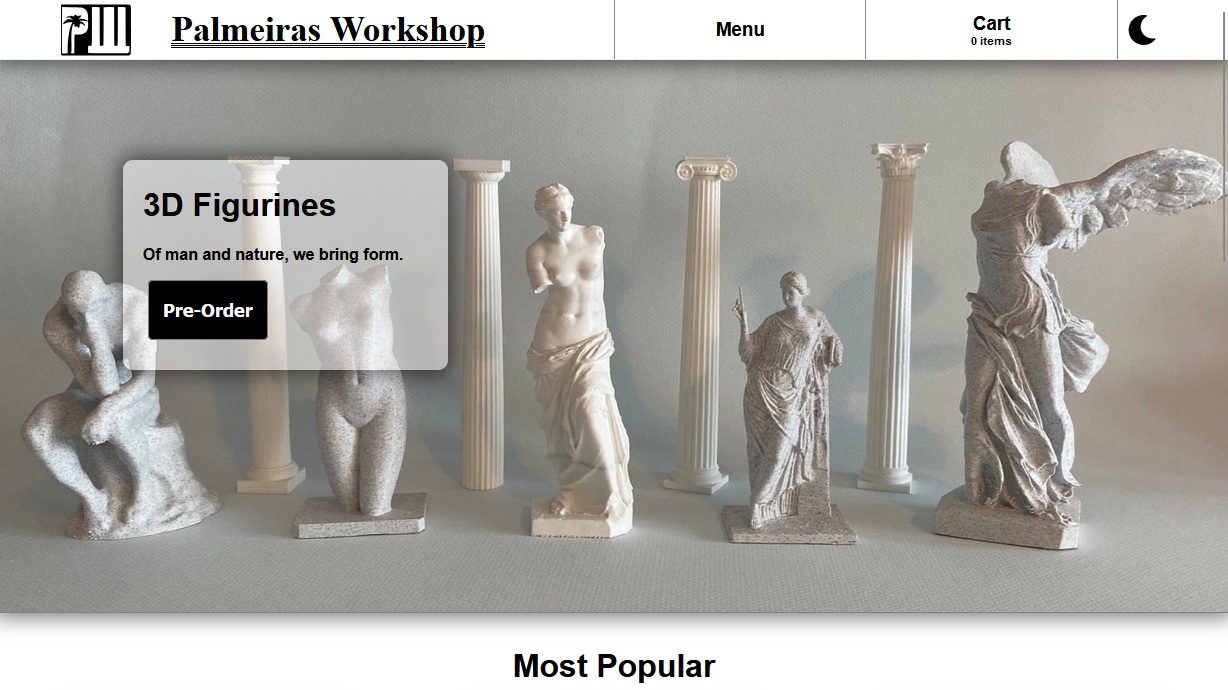 Palmeiras Workshop
Menu
Cart
0 items
3D Figurines
Of man and nature, we bring form.
Pre-Order
Most Popular